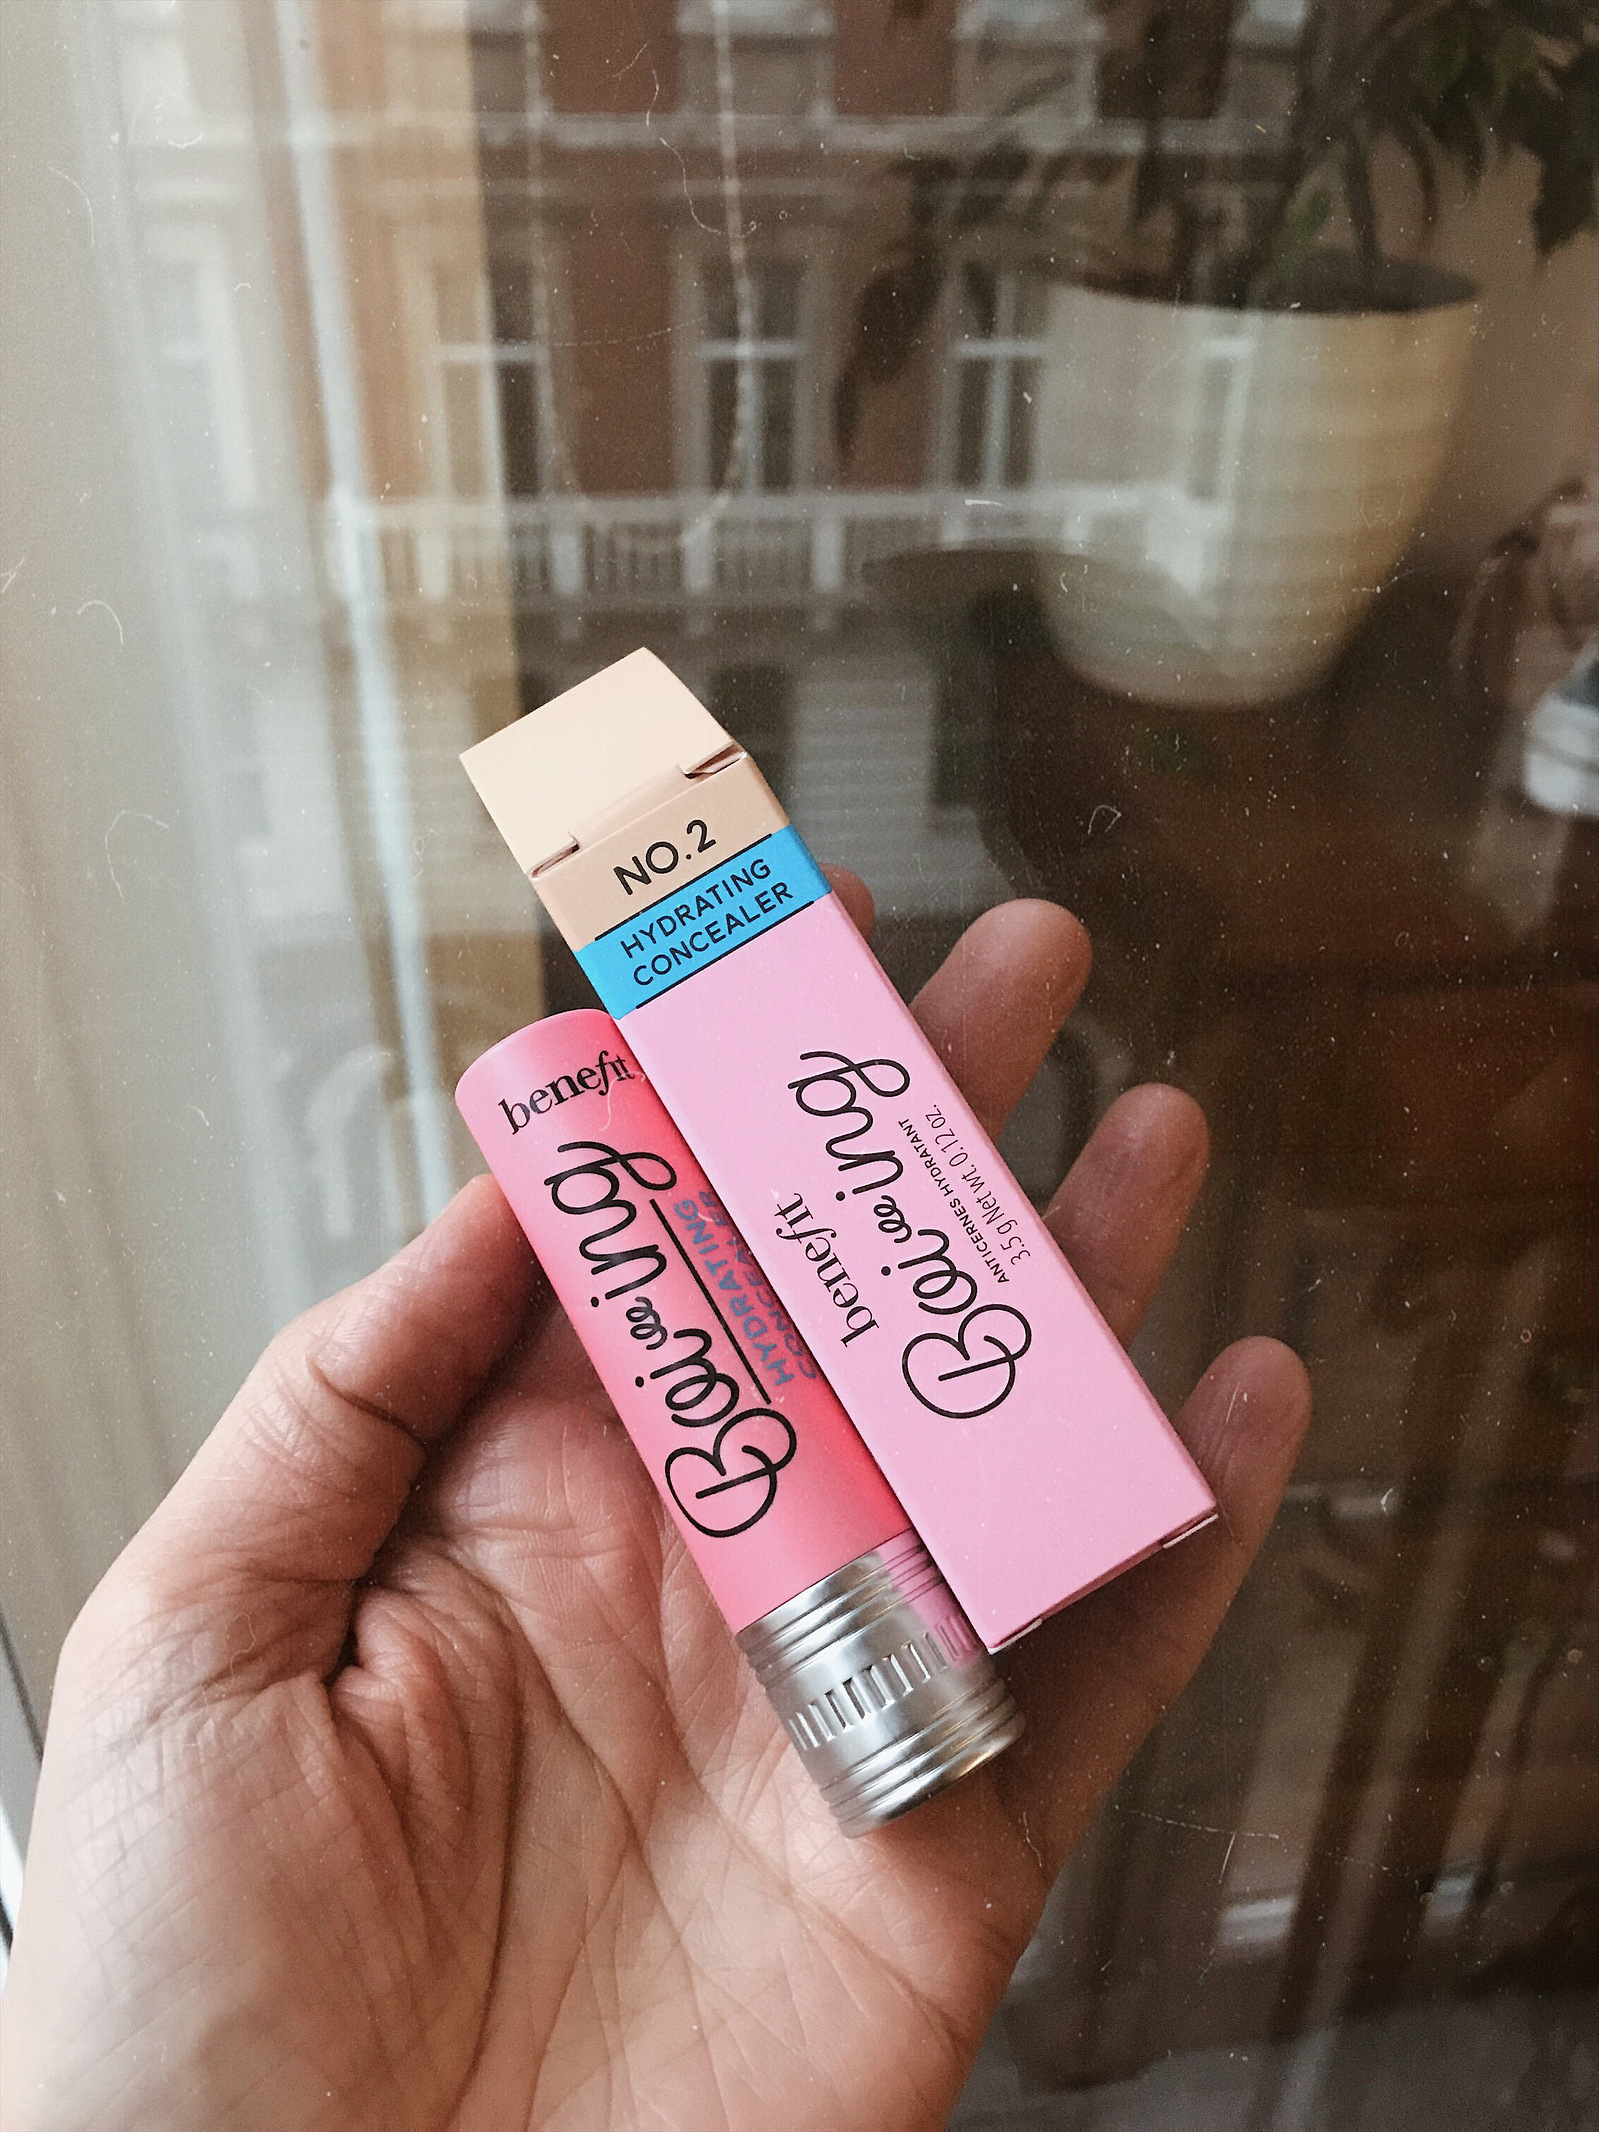 NO.2
HYDRATING
CONCEALER
benefit
Boi-ing
ANTICERNES HYDRATANT
3.5 g Net wt. 0.12 oz.
benefit
Boi-ing
HYDRATING
CONCEALER